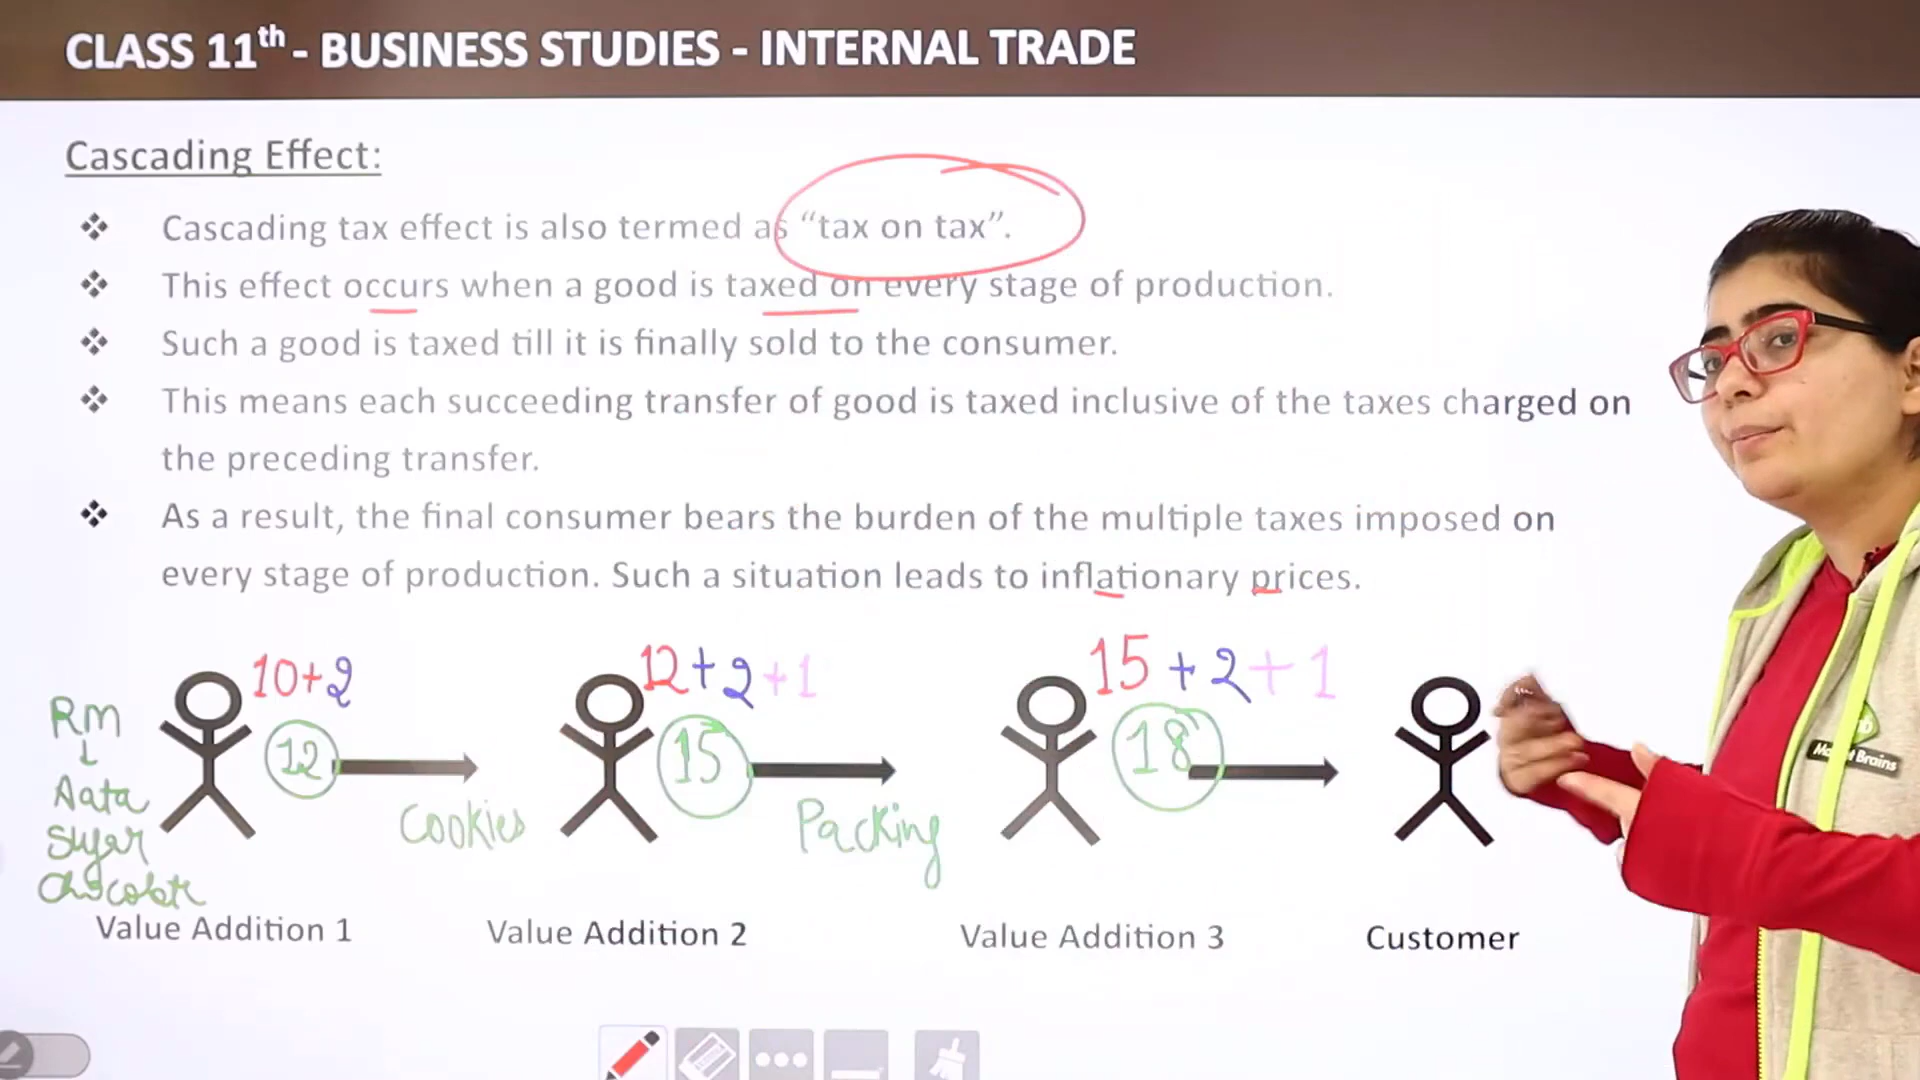 CLASS 11th - BUSINESS STUDIES - INTERNAL TRADE
Cascading Effect:
❖ Cascading tax effect is also termed as “tax on tax”.
❖ This effect occurs when a good is taxed on every stage of production.
❖ Such a good is taxed till it is finally sold to the consumer.
❖ This means each succeeding transfer of good is taxed inclusive of the taxes charged on
the preceding transfer.
❖ As a result, the final consumer bears the burden of the multiple taxes imposed on
every stage of production. Such a situation leads to inflationary prices.
10+2
12+2+1
15+2+1
RM
↓
Aata
Sugar
Chocolate
12
Cookies
15
Packing
18
Brains
Value Addition 1
Value Addition 2
Value Addition 3
Customer